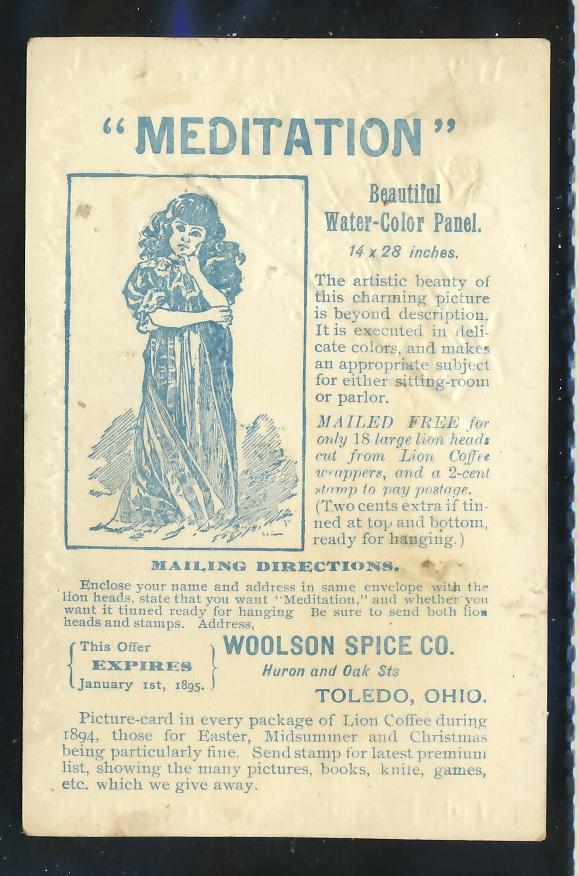 “MEDITATION”
Beautiful
Water-Color Panel.
14 x 28 inches.
The artistic beauty of
this charming picture
is beyond description.
It is executed in deli-
cate colors, and makes
an appropriate subject
for either sitting-room
or parlor.
MAILED FREE for
only 18 large lion heads
cut from Lion Coffee
wrappers, and a 2-cent
stamp to pay postage.
(Two cents extra if tin-
ned at top and bottom,
ready for hanging.)
MAILING DIRECTIONS.
Enclose your name and address in same envelope with the
lion heads, state that you want “Meditation,” and whether you
want it tinned ready for hanging Be sure to send both lion
heads and stamps. Address,
This Offer
EXPIRES
January 1st, 1895.
WOOLSON SPICE CO.
Huron and Oak Sts
TOLEDO, OHIO.
Picture-card in every package of Lion Coffee during
1894, those for Easter, Midsummer and Christmas
being particularly fine. Send stamp for latest premium
list, showing the many pictures, books, knife, games,
etc. which we give away.